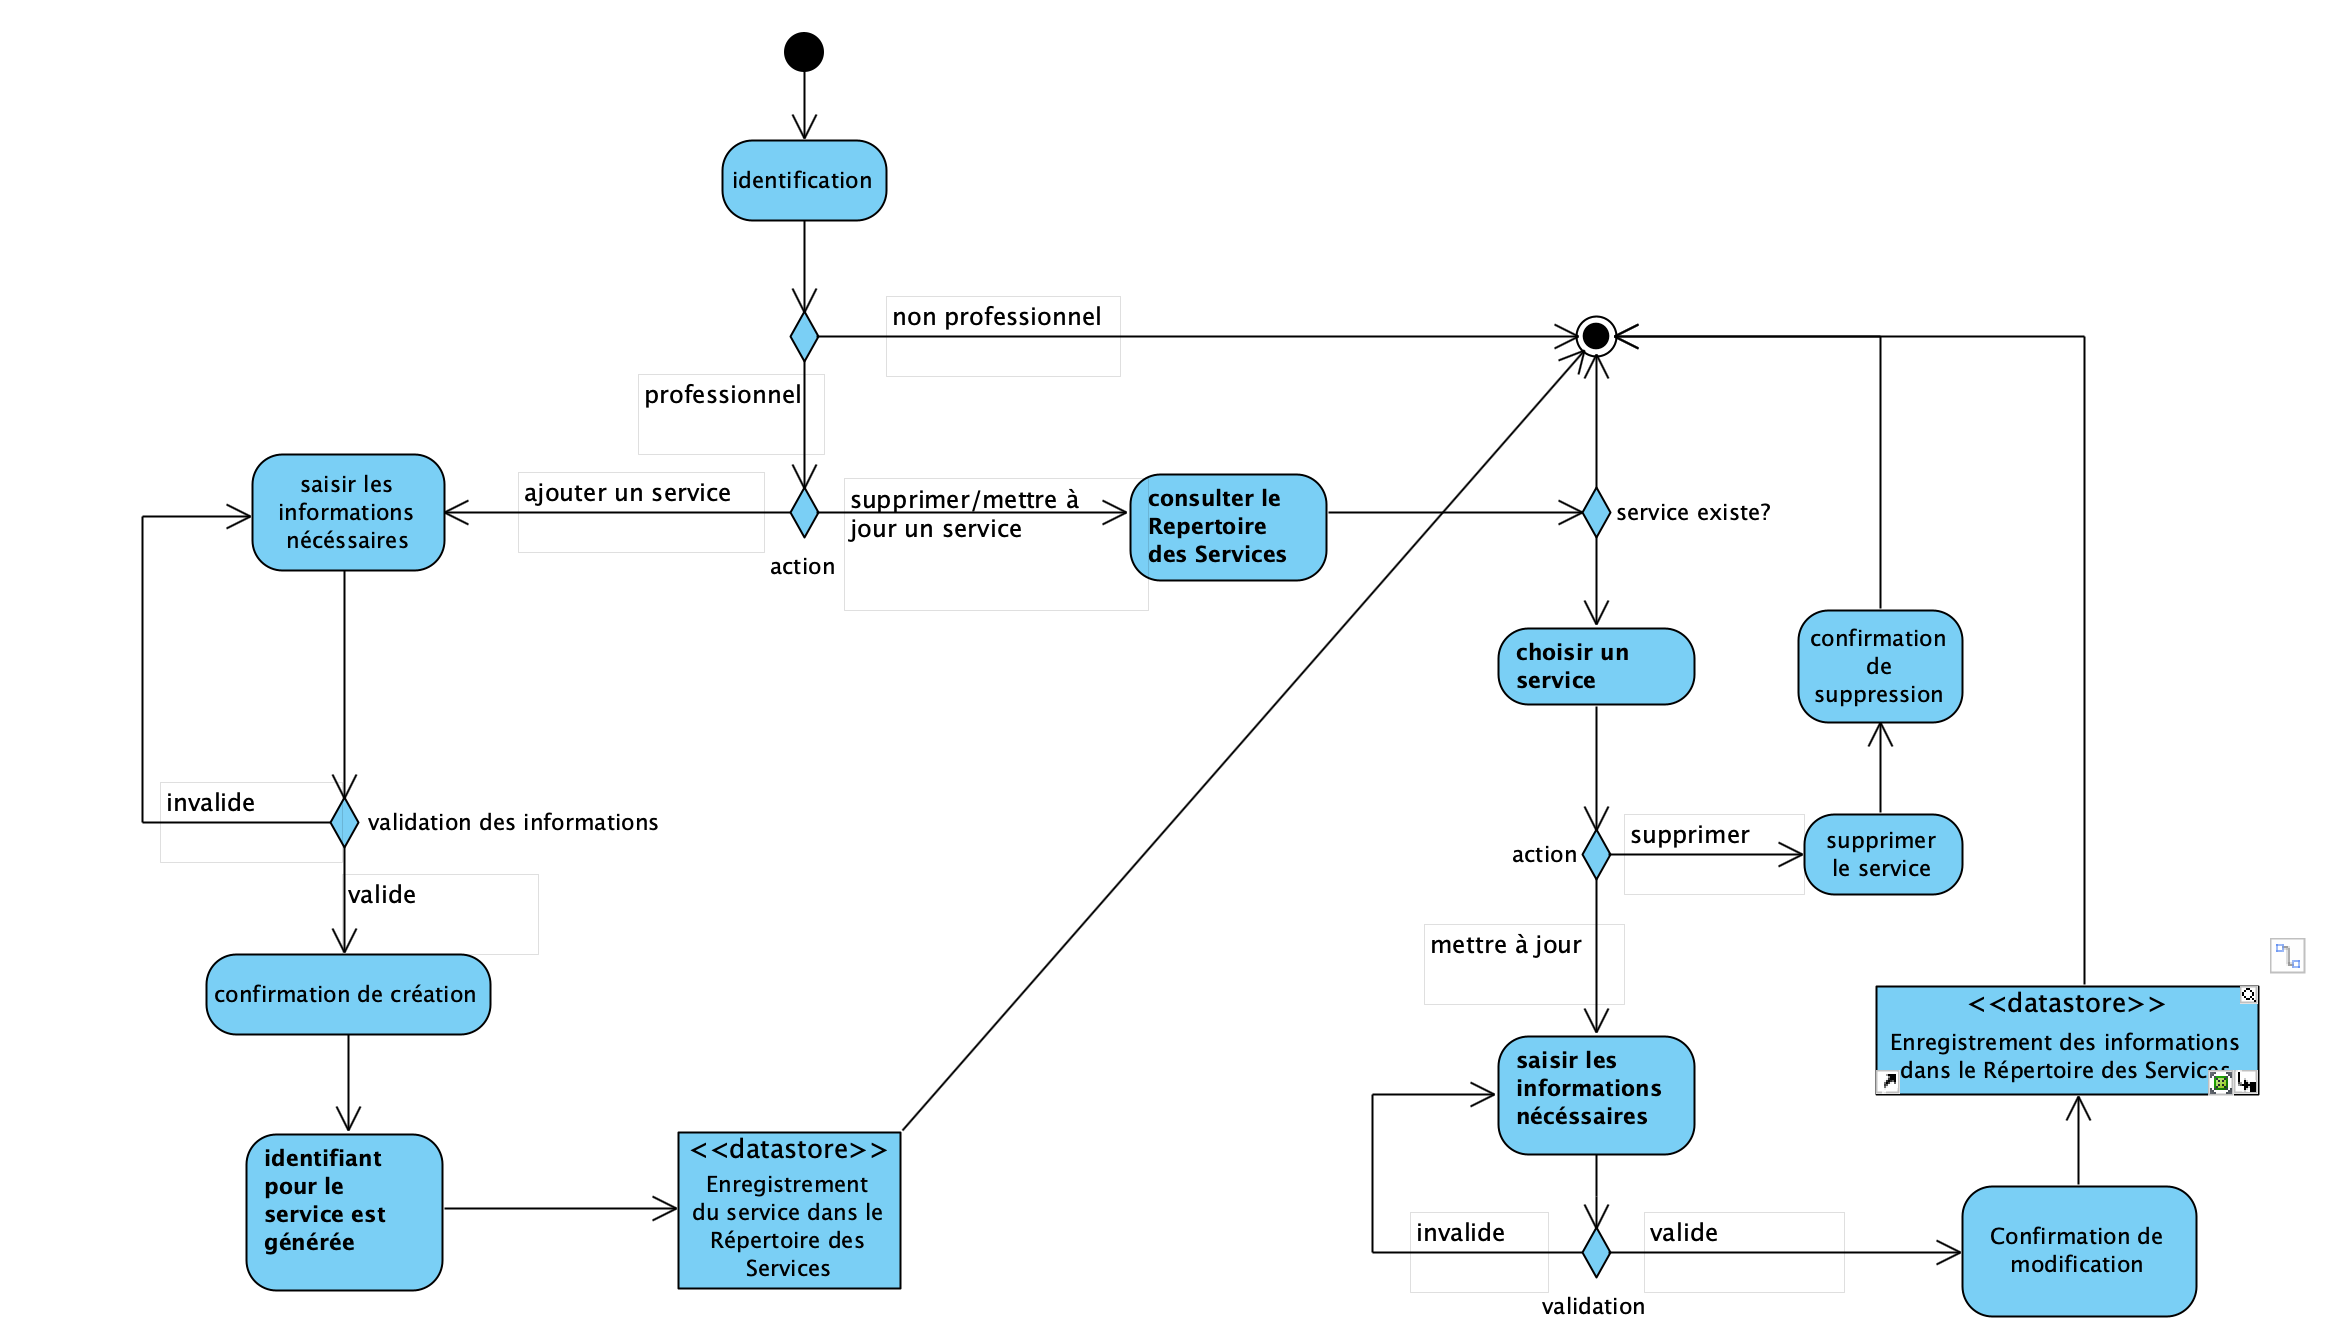 identification
non professionnel
professionnel
saisir les
informations
nécéssaires
ajouter un service
action
supprimer/mettre à
jour un service
consulter le
Repertoire
des Services
service existe?
choisir un
service
confirmation
de
suppression
invalide
validation des informations
valide
action
supprimer
supprimer
le service
mettre à jour
confirmation de création
<<datastore>>
Enregistrement des informations
dans le Répertoire des Services
saisir les
informations
nécéssaires
identifiant
pour le
service est
générée
<<datastore>>
Enregistrement
du service dans le
Répertoire des
Services
invalide
valide
validation
Confirmation de
modification